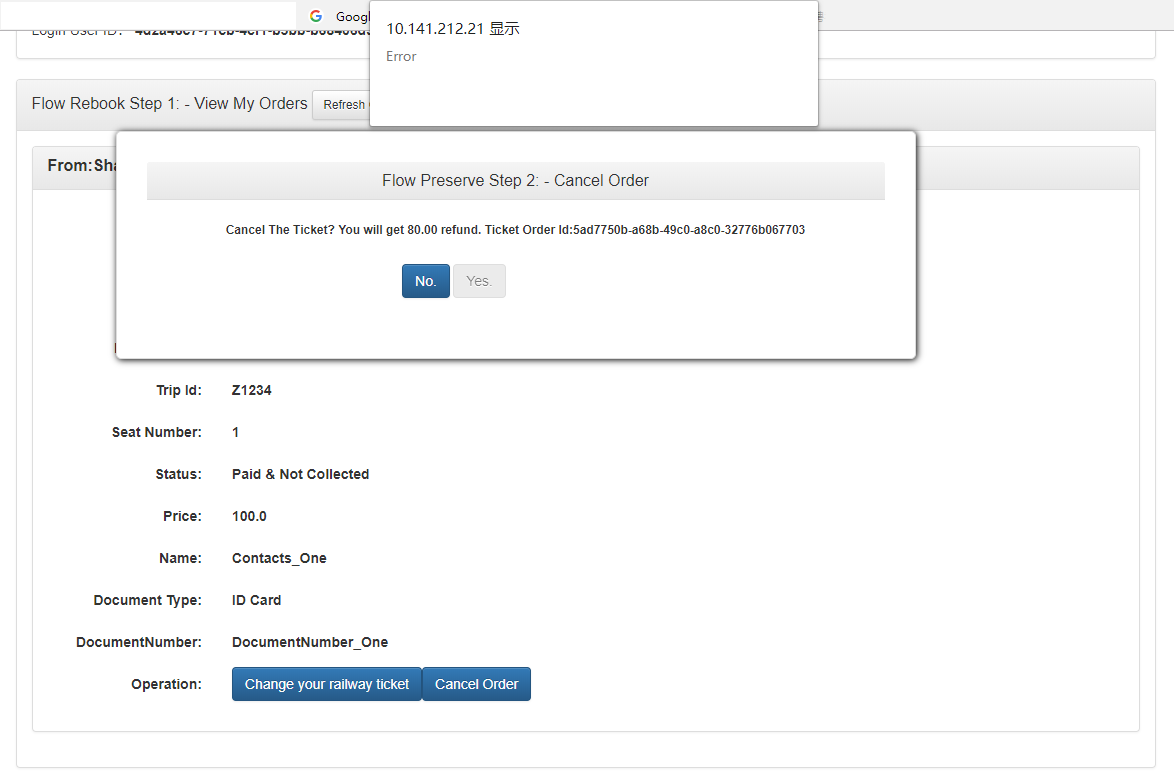 Google
10.141.212.21 显示
Error
Login User ID:
Flow Rebook Step 1: - View My Orders
Refresh
From:Sha
Flow Preserve Step 2: - Cancel Order
Cancel The Ticket? You will get 80.00 refund. Ticket Order Id:5ad7750b-a68b-49c0-a8c0-32776b067703
No. Yes.
Trip Id: Z1234
Seat Number: 1
Status: Paid & Not Collected
Price: 100.0
Name: Contacts_One
Document Type: ID Card
DocumentNumber: DocumentNumber_One
Operation: Change your railway ticket Cancel Order